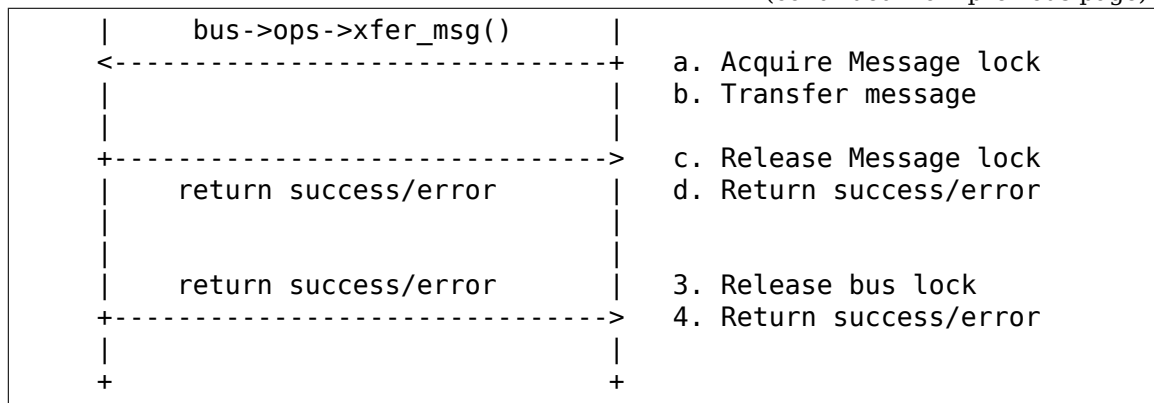 |     bus->ops->xfer_msg()      |
<-------------------------------+   a. Acquire Message lock
|                               |   b. Transfer message
|                               |
+------------------------------->   c. Release Message lock
|    return success/error       |   d. Return success/error
|                               |
|                               |
|    return success/error       |   3. Release bus lock
+------------------------------->   4. Return success/error
|                               |
+                               +